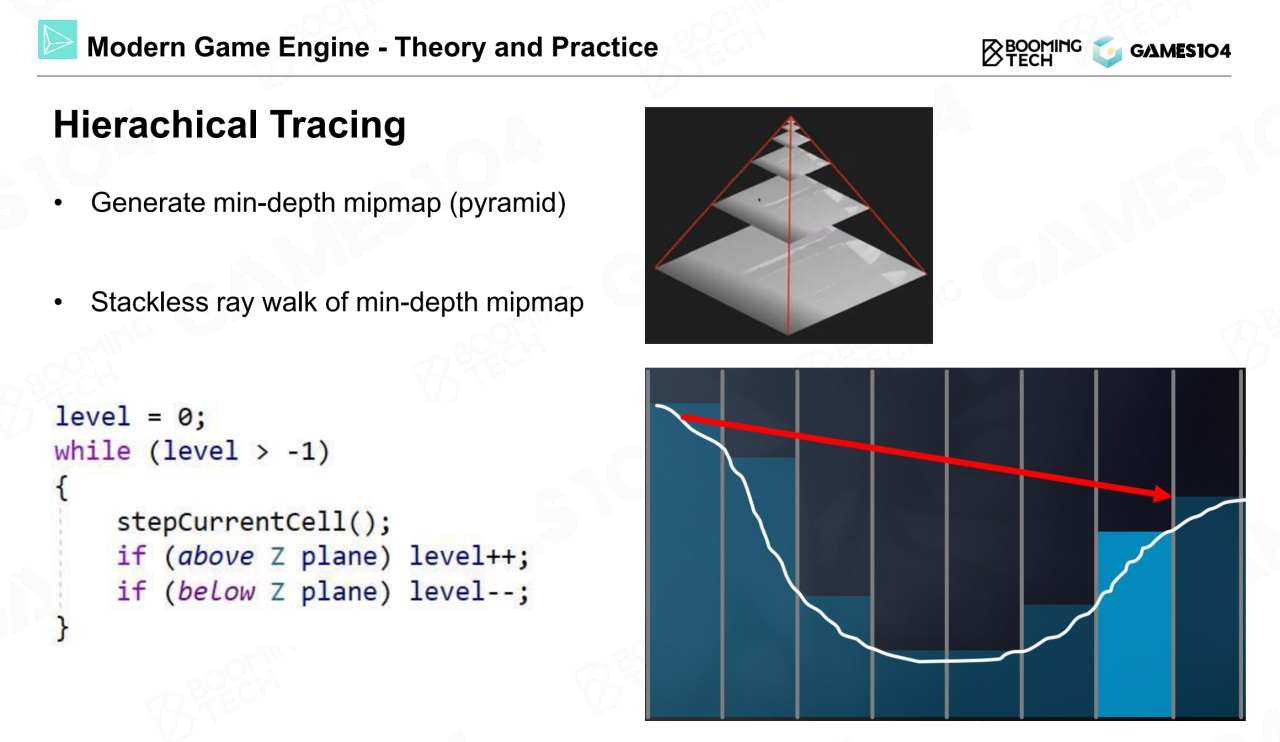 Modern Game Engine - Theory and Practice
BOOMING TECH
GAMES104
Hierachical Tracing
• Generate min-depth mipmap (pyramid)
• Stackless ray walk of min-depth mipmap
level = 0;
while (level > -1)
{
    stepCurrentCell();
    if (above Z plane) level++;
    if (below Z plane) level--;
}